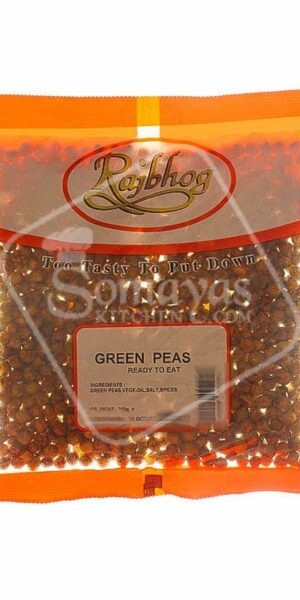 Rajbhog
Too Tasty To Put Down
Somayas
KITCHEN.COM
GREEN PEAS
READY TO EAT
INGREDIENTS :
GREEN PEAS,VEGE-OIL,SALT,SPICES.